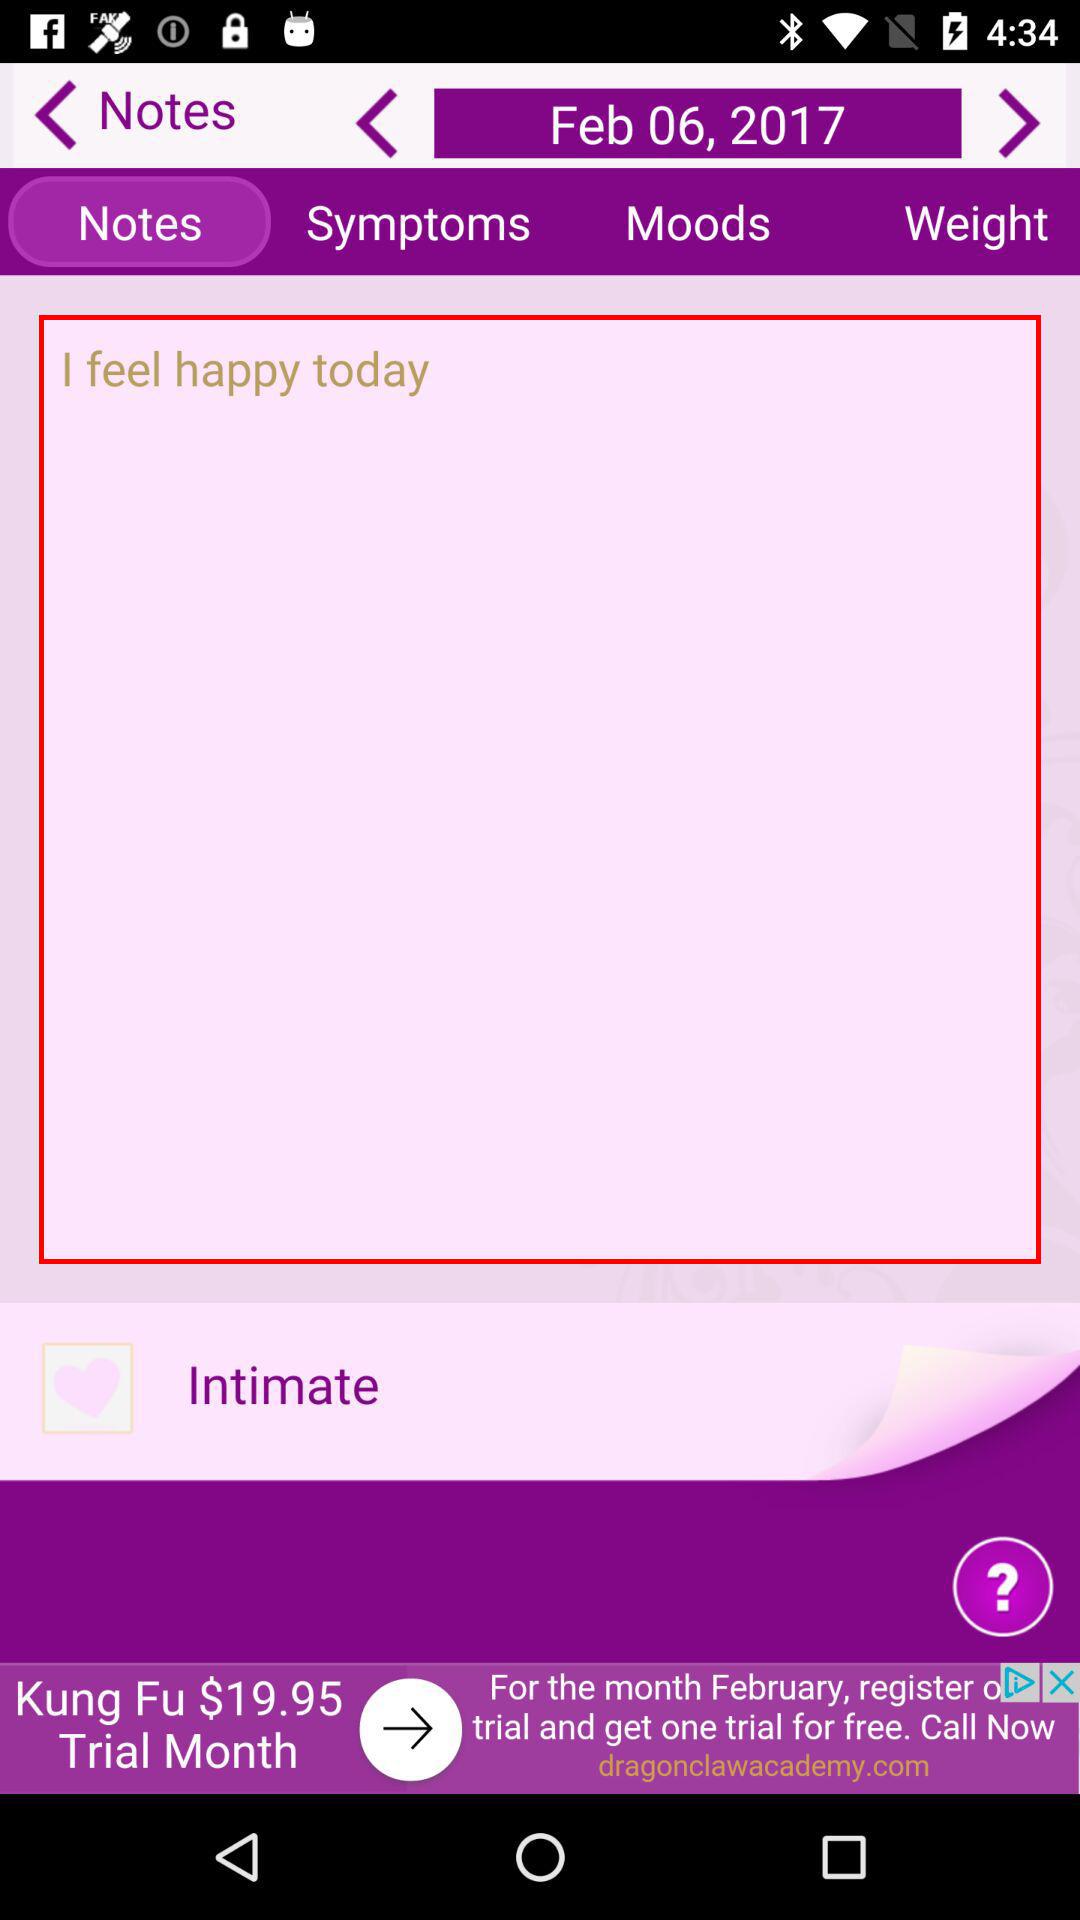 FAK
4:34
Notes
Feb 06, 2017
Notes Symptoms Moods Weight
I feel happy today
Intimate
?
Kung Fu $19.95
Trial Month
For the month February, register o
trial and get one trial for free. Call Now
dragonclawacademy.com